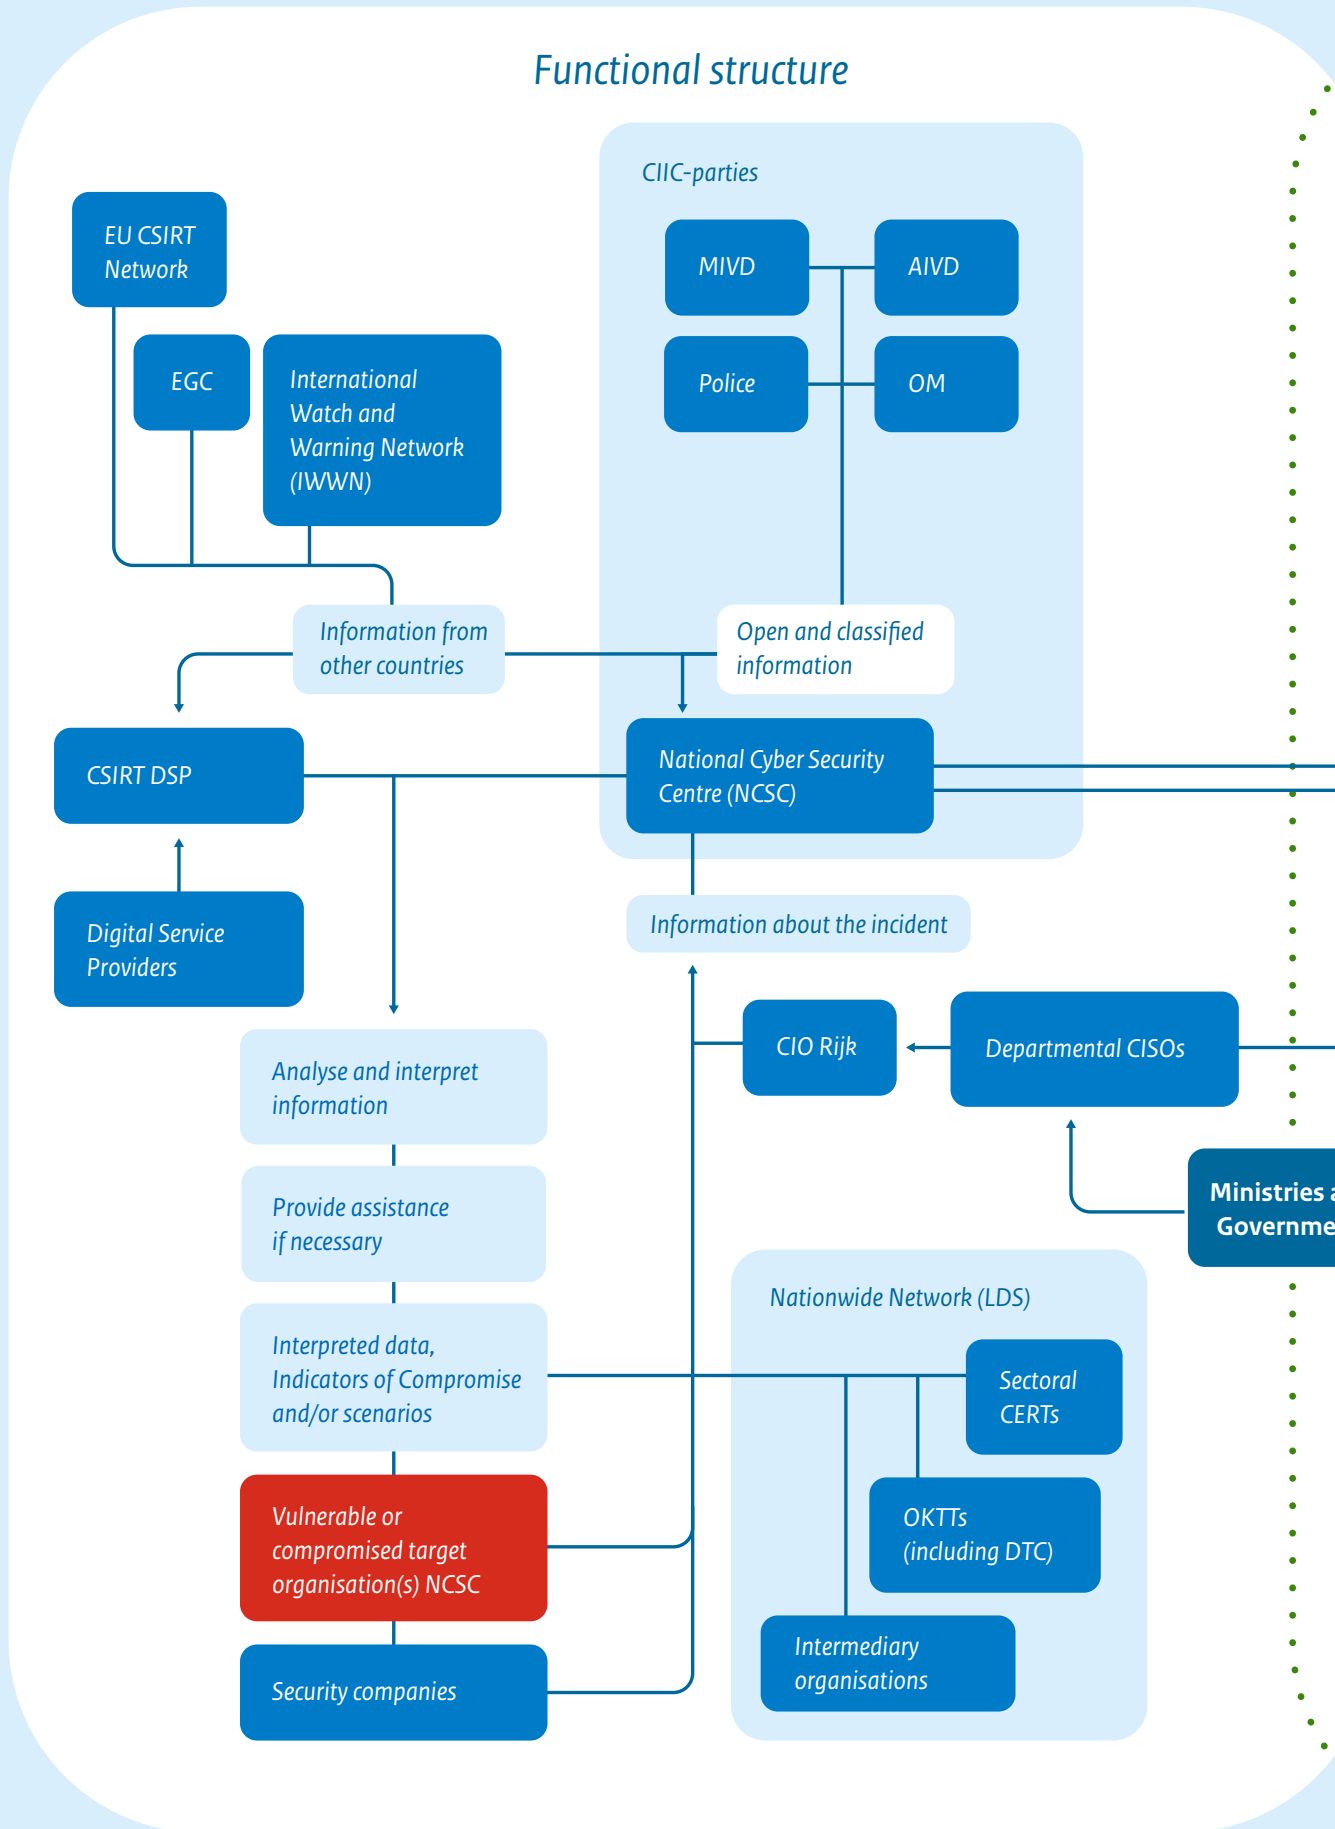 Functional structure
CIIC-parties
EU CSIRT
Network
MIVD
AIVD
EGC
International
Watch and
Warning Network
(IWWN)
Police
OM
Information from
other countries
Open and classified
information
CSIRT DSP
National Cyber Security
Centre (NCSC)
Digital Service
Providers
Information about the incident
CIO Rijk
Departmental CISOs
Analyse and interpret
information
Ministries
Provide assistance
if necessary
Nationwide Network (LDS)
Interpreted data,
Indicators of Compromise
and/or scenarios
Sectoral
CERTs
Vulnerable or
compromised target
organisation(s) NCSC
OKTTs
(including DTC)
Intermediary
organisations
Security companies